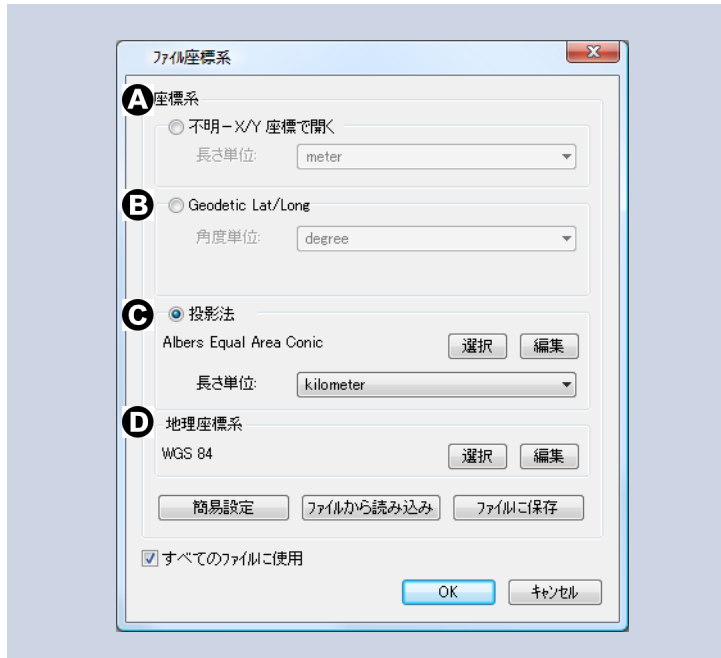 ファイル座標系
A 座標系
不明－X/Y 座標で開く
長さ単位: meter
B Geodetic Lat/Long
角度単位: degree
C 投影法
Albers Equal Area Conic 選択 編集
長さ単位: kilometer
D 地理座標系
WGS 84 選択 編集
簡易設定 ファイルから読み込み ファイルに保存
すべてのファイルに使用
OK キャンセル